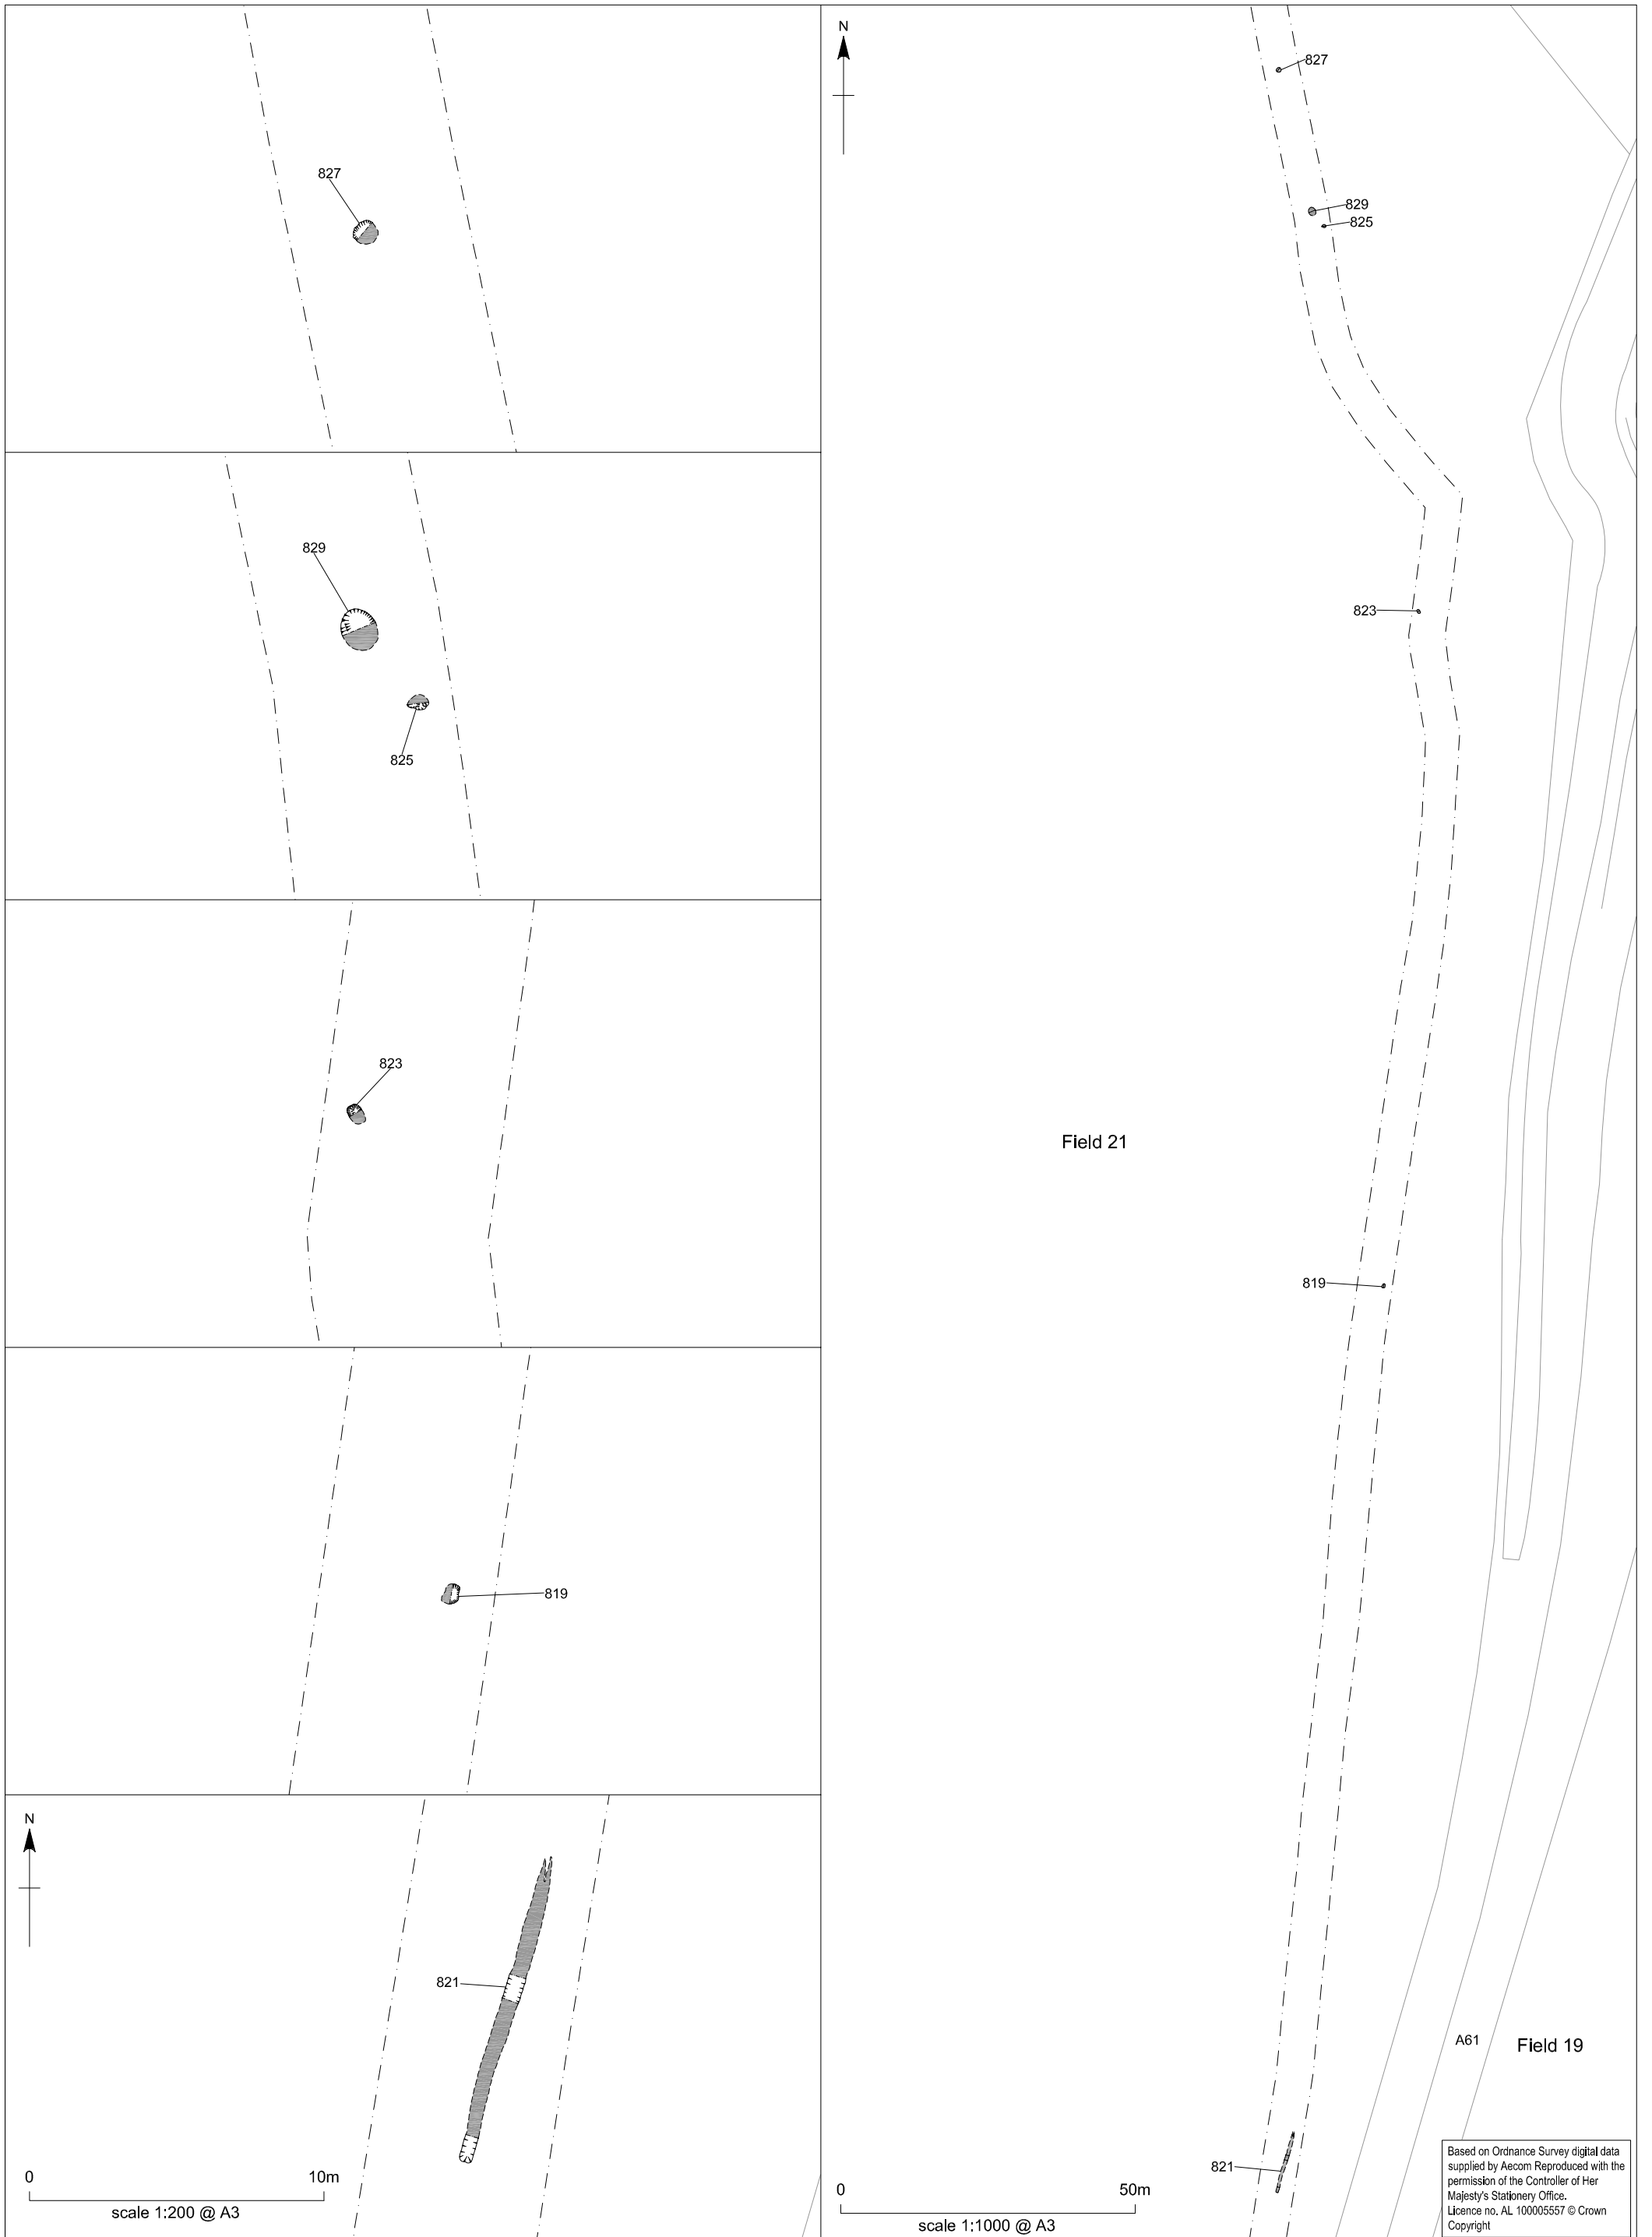 827
829
825
823
819
N
821
0 10m
scale 1:200 @ A3
N
827
829
825
823
Field 21
819
A61 Field 19
821
0 50m
scale 1:1000 @ A3
Based on Ordnance Survey digital data
supplied by Aecom Reproduced with the
permission of the Controller of Her
Majesty's Stationery Office.
Licence no. AL 100005557 © Crown
Copyright